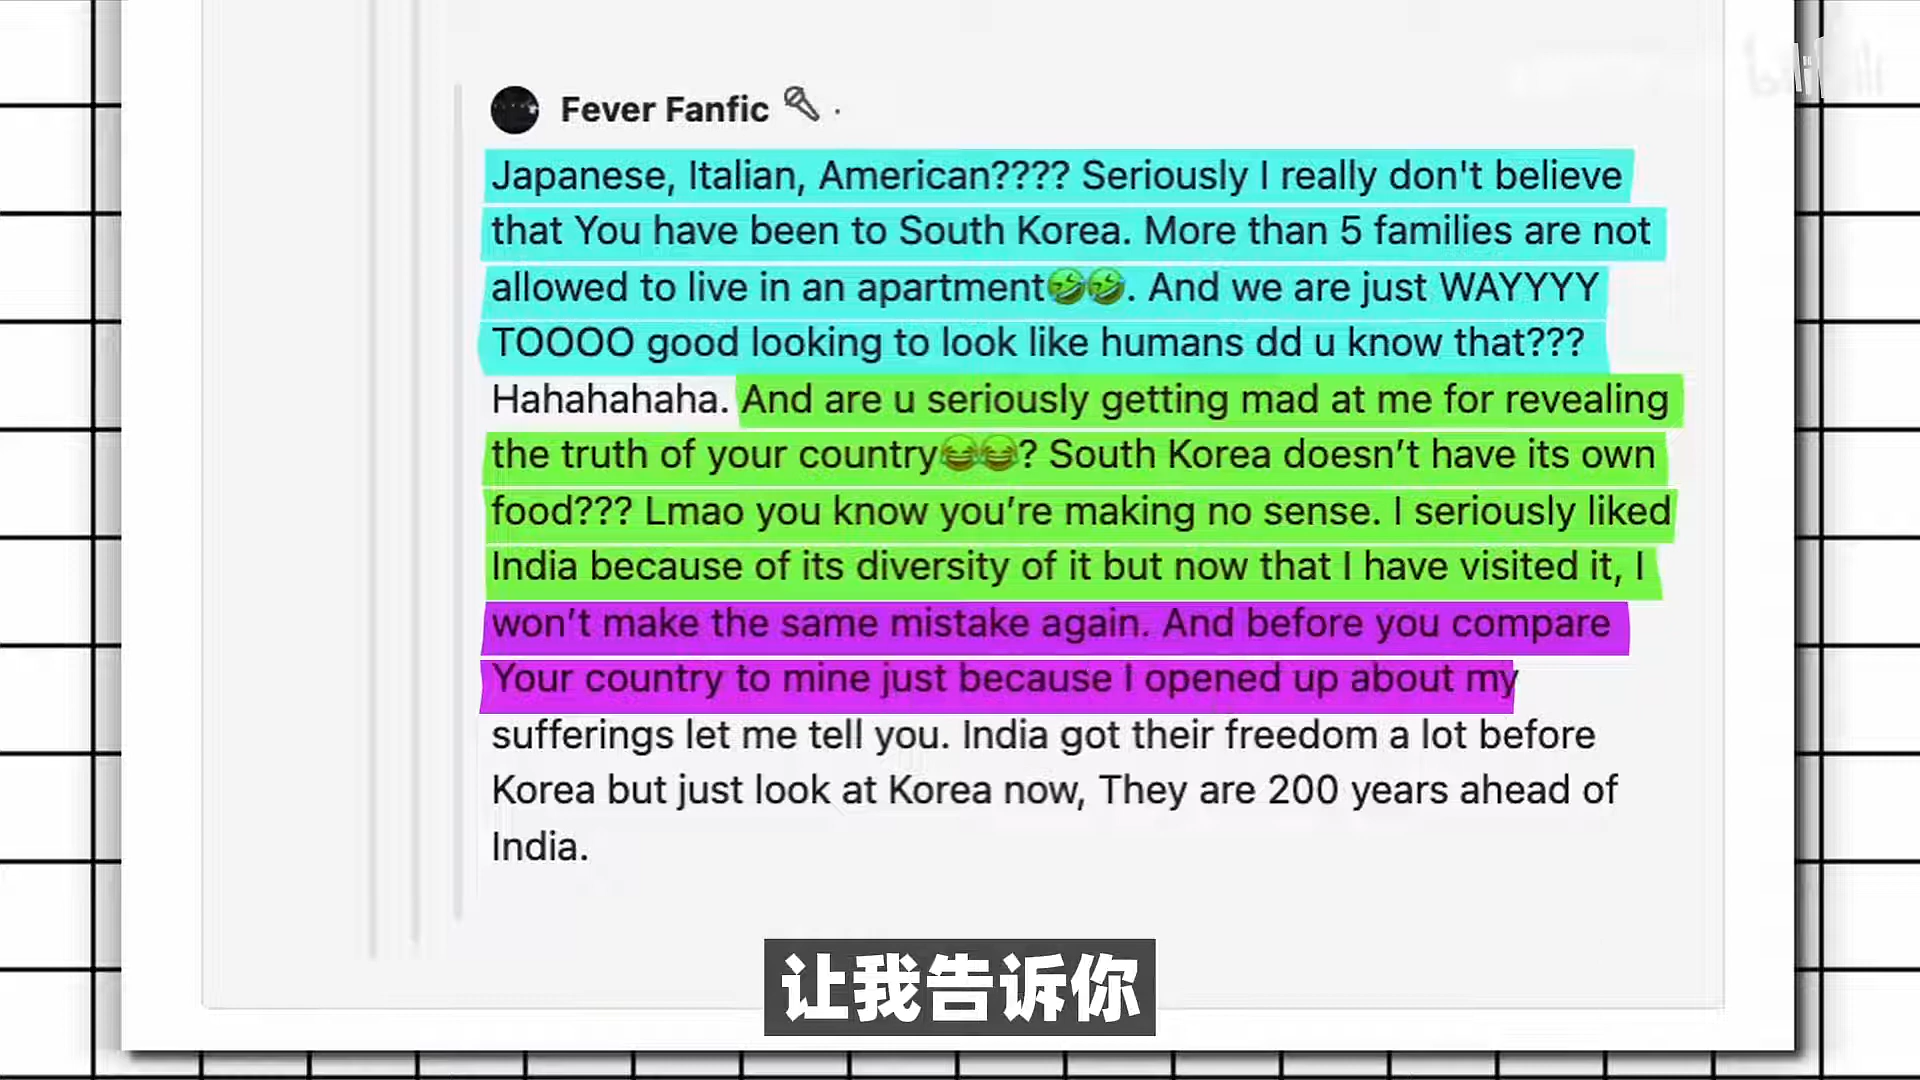 bilibili
Fever Fanfic ·
Japanese, Italian, American???? Seriously I really don't believe
that You have been to South Korea. More than 5 families are not
allowed to live in an apartment🤣🤣. And we are just WAYYYY
TOOOO good looking to look like humans dd u know that???
Hahahahaha. And are u seriously getting mad at me for revealing
the truth of your country😂😂? South Korea doesn’t have its own
food??? Lmao you know you’re making no sense. I seriously liked
India because of its diversity of it but now that I have visited it, I
won’t make the same mistake again. And before you compare
Your country to mine just because I opened up about my
sufferings let me tell you. India got their freedom a lot before
Korea but just look at Korea now, They are 200 years ahead of
India.
让我告诉你